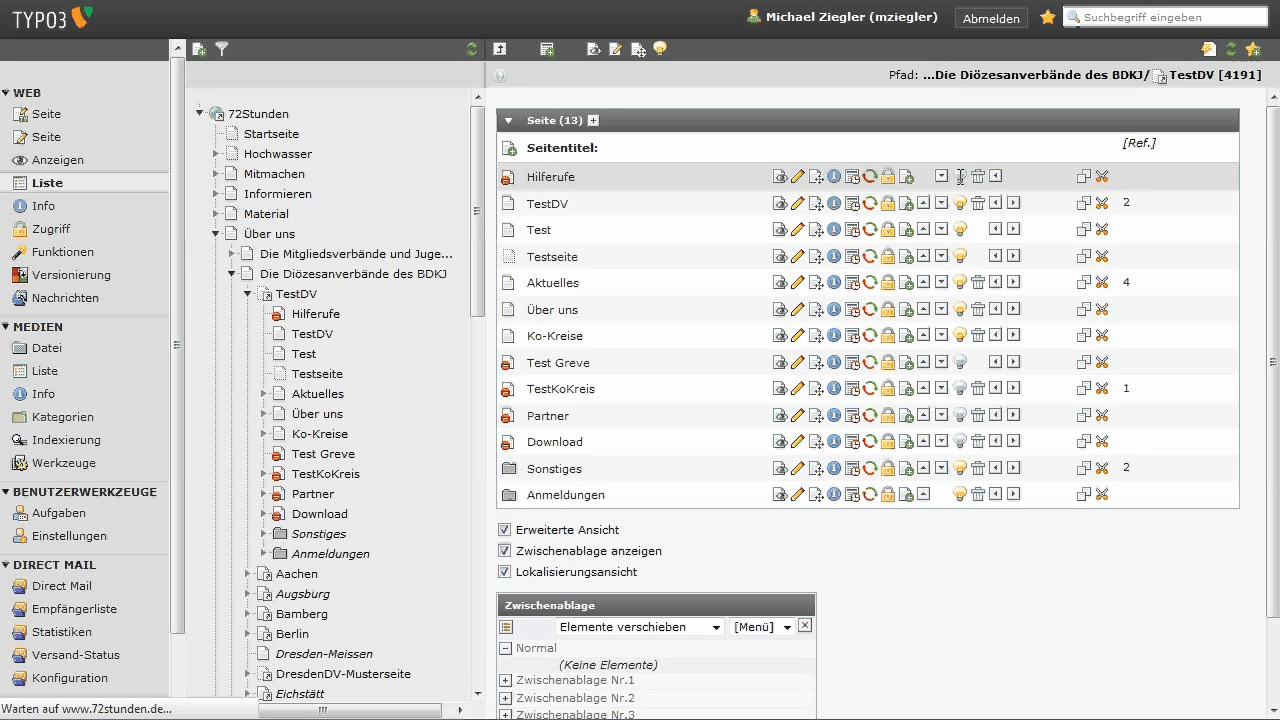 TYPO3
Michael Ziegler (mziegler)
Abmelden
Suchbegriff eingeben
Pfad: ...Die Diözesanverbände des BDKJ/ TestDV [4191]
WEB
Seite
Seite
Anzeigen
Liste
Info
Zugriff
Funktionen
Versionierung
Nachrichten
MEDIEN
Datei
Liste
Info
Kategorien
Indexierung
Werkzeuge
BENUTZERWERKZEUGE
Aufgaben
Einstellungen
DIRECT MAIL
Direct Mail
Empfängerliste
Statistiken
Versand-Status
Konfiguration
Warten auf www.72stunden.de...
72Stunden
Startseite
Hochwasser
Mitmachen
Informieren
Material
Über uns
Die Mitgliedsverbände und Juge...
Die Diözesanverbände des BDKJ
TestDV
Hilferufe
TestDV
Test
Testseite
Aktuelles
Über uns
Ko-Kreise
Test Greve
TestKoKreis
Partner
Download
Sonstiges
Anmeldungen
Aachen
Augsburg
Bamberg
Berlin
Dresden-Meissen
DresdenDV-Musterseite
Eichstätt
Seite (13)
Seitentitel:
[Ref.]
Hilferufe
TestDV 2
Test
Testseite
Aktuelles 4
Über uns
Ko-Kreise
Test Greve
TestKoKreis 1
Partner
Download
Sonstiges 2
Anmeldungen
Erweiterte Ansicht
Zwischenablage anzeigen
Lokalisierungsansicht
Zwischenablage
Elemente verschieben [Menü]
Normal
(Keine Elemente)
Zwischenablage Nr.1
Zwischenablage Nr.2
Zwischenablage Nr.3